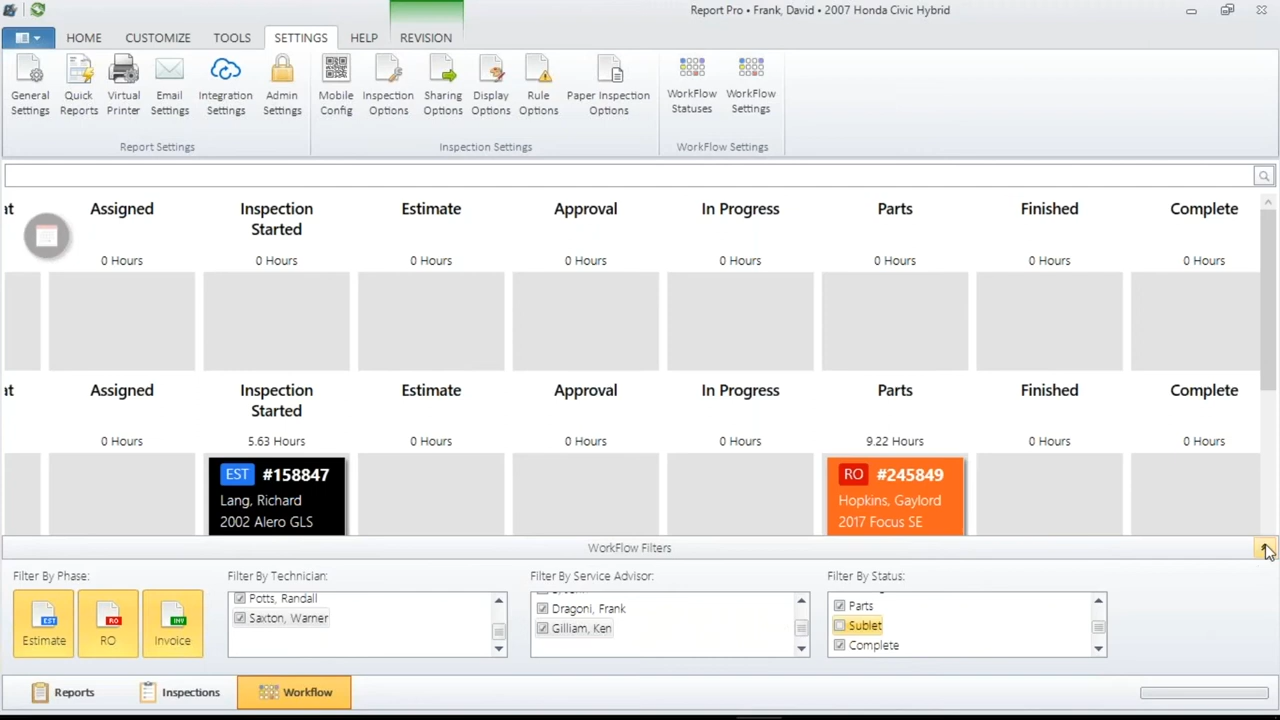 Report Pro • Frank, David • 2007 Honda Civic Hybrid
HOME CUSTOMIZE TOOLS SETTINGS HELP REVISION
General Settings
Quick Reports
Virtual Printer
Email Settings
Integration Settings
Admin Settings
Mobile Config
Inspection Options
Sharing Options
Display Options
Rule Options
Paper Inspection Options
WorkFlow Statuses
WorkFlow Settings
Report Settings
Inspection Settings
WorkFlow Settings
at Assigned Inspection Started Estimate Approval In Progress Parts Finished Complete
0 Hours 0 Hours 0 Hours 0 Hours 0 Hours 0 Hours 0 Hours 0 Hours
at Assigned Inspection Started Estimate Approval In Progress Parts Finished Complete
0 Hours 5.63 Hours 0 Hours 0 Hours 0 Hours 9.22 Hours 0 Hours 0 Hours
EST #158847
Lang, Richard
2002 Alero GLS
RO #245849
Hopkins, Gaylord
2017 Focus SE
WorkFlow Filters
Filter By Phase:
EST
Estimate
RO
RO
INV
Invoice
Filter By Technician:
Potts, Randall
Saxton, Warner
Filter By Service Advisor:
Dragoni, Frank
Gilliam, Ken
Filter By Status:
Parts
Sublet
Complete
Reports Inspections Workflow